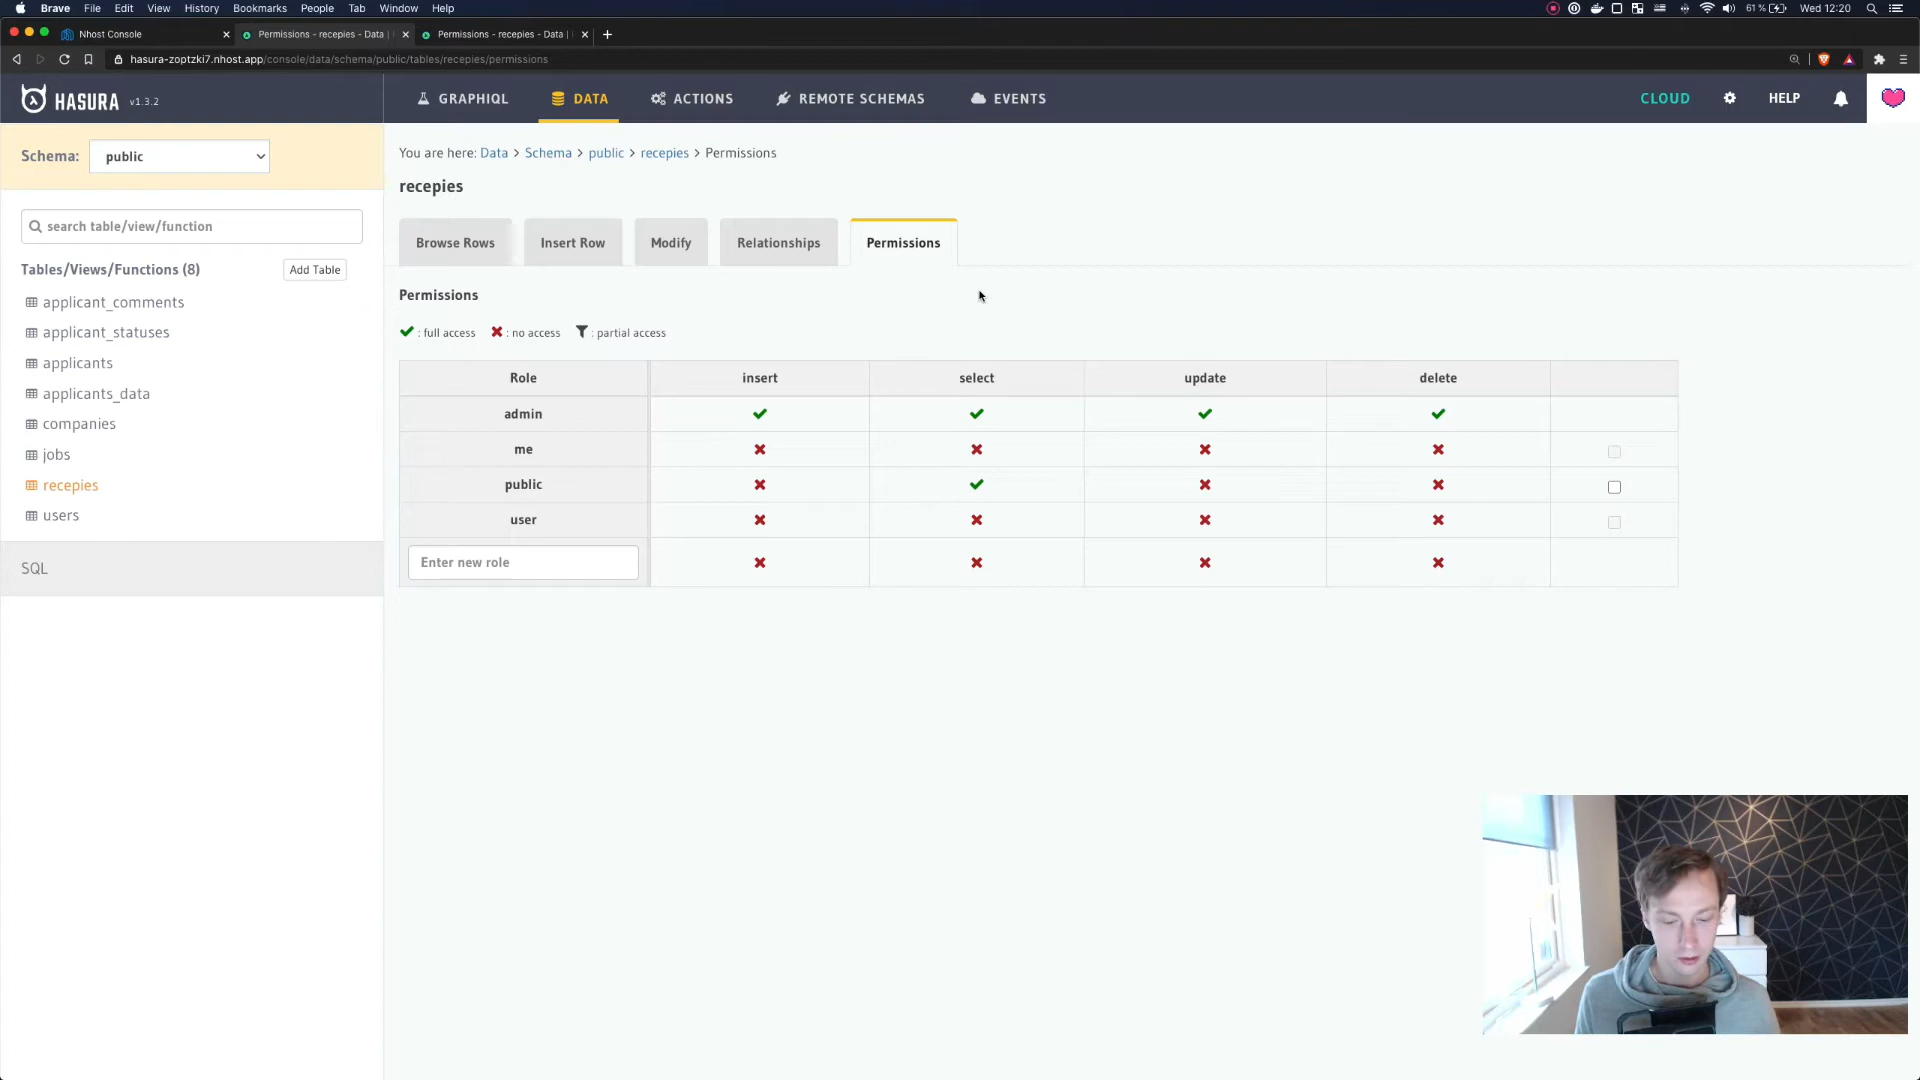 Brave File Edit View History Bookmarks People Tab Window Help 61 % Wed 12:20
Nhost Console Permissions - recepies - Data | Permissions - recepies - Data |
hasura-zoptzki7.nhost.app/console/data/schema/public/tables/recepies/permissions
HASURA v1.3.2 GRAPHIQL DATA ACTIONS REMOTE SCHEMAS EVENTS CLOUD HELP
Schema: public
search table/view/function
Tables/Views/Functions (8) Add Table
applicant_comments
applicant_statuses
applicants
applicants_data
companies
jobs
recepies
users
SQL
You are here: Data > Schema > public > recepies > Permissions
recepies
Browse Rows Insert Row Modify Relationships Permissions
Permissions
: full access : no access : partial access
Role insert select update delete
admin
me
public
user
Enter new role